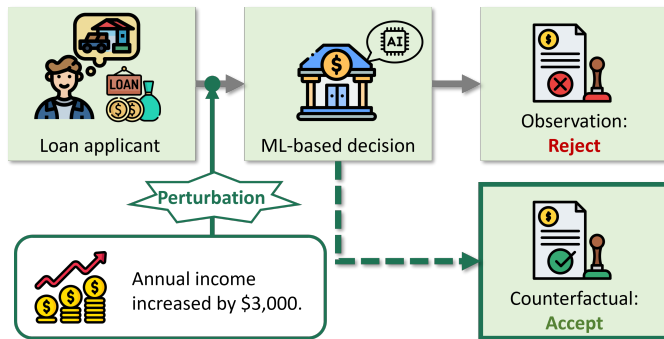 LOAN
AI
Loan applicant
ML-based decision
Observation:
Reject
Perturbation
Annual income
increased by $3,000.
Counterfactual:
Accept